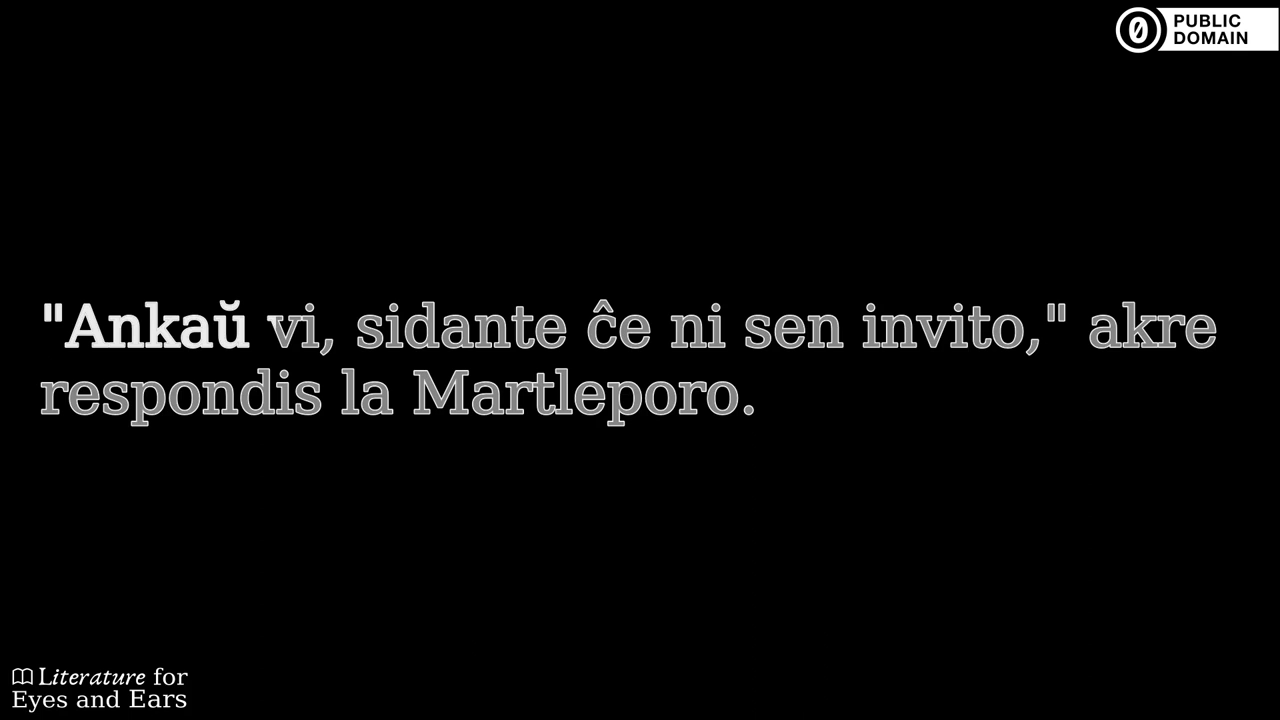 PUBLIC
DOMAIN
"Ankaŭ vi, sidante ĉe ni sen invito," akre
respondis la Martleporo.
Literature for
Eyes and Ears